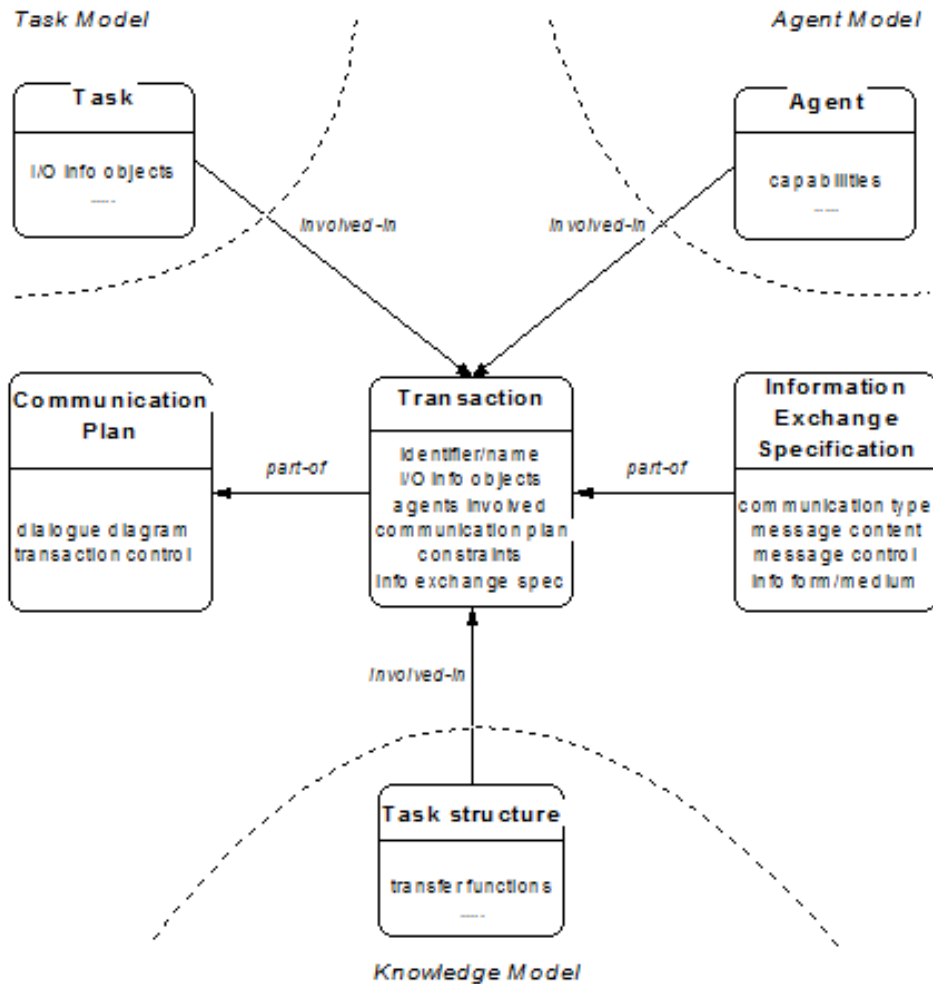 Task Model
Agent Model
Task
I/O info objects
.....
Agent
capabilities
.....
involved-in
involved-in
Communication
Plan
dialogue diagram
transaction control
part-of
Transaction
identifier/name
I/O info objects
agents involved
communication plan
constraints
info exchange spec
part-of
Information
Exchange
Specification
communication type
message content
message control
info form/medium
involved-in
Task structure
transfer functions
.....
Knowledge Model